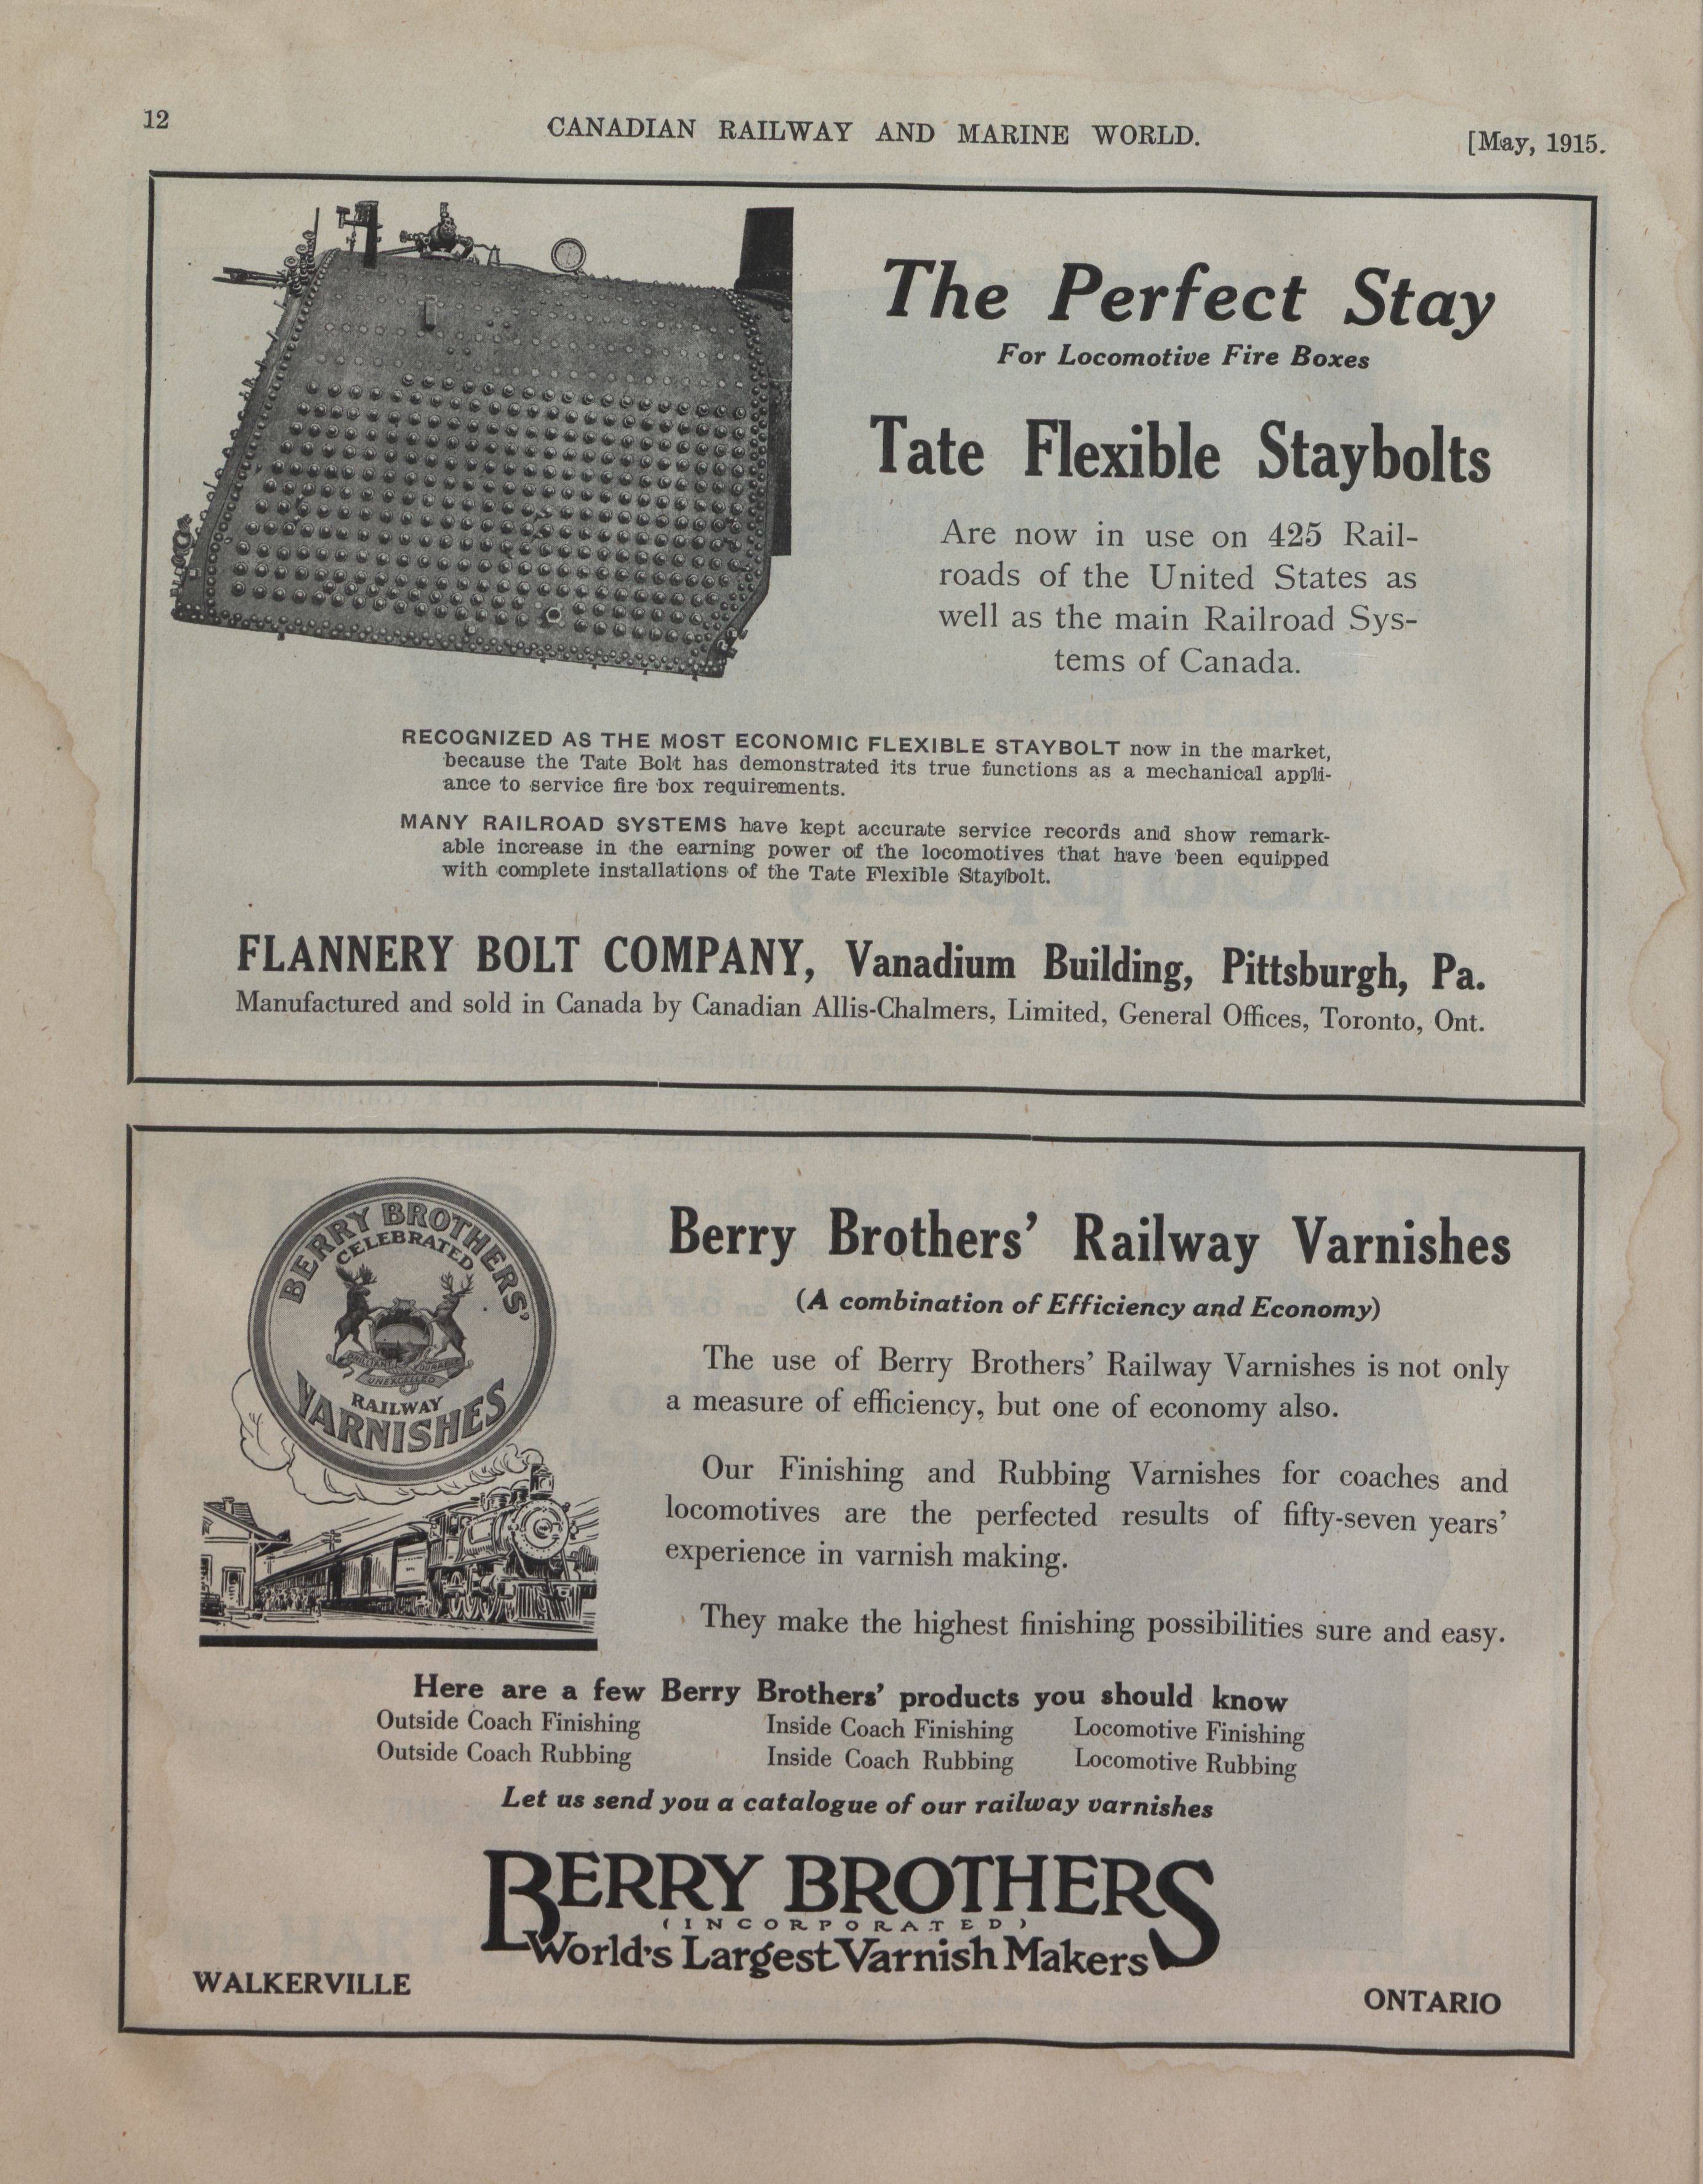 12
CANADIAN RAILWAY AND MARINE WORLD.
[May, 1915.
The Perfect Stay
For Locomotive Fire Boxes
Tate Flexible Staybolts
Are now in use on 425 Rail-
roads of the United States as
well as the main Railroad Sys-
tems of Canada.
RECOGNIZED AS THE MOST ECONOMIC FLEXIBLE STAYBOLT now in the market,
because the Tate Bolt has demonstrated its true functions as a mechanical appli-
ance to service fire box requirements.
MANY RAILROAD SYSTEMS have kept accurate service records and show remark-
able increase in the earning power of the locomotives that have been equipped
with complete installations of the Tate Flexible Staybolt.
FLANNERY BOLT COMPANY, Vanadium Building, Pittsburgh, Pa.
Manufactured and sold in Canada by Canadian Allis-Chalmers, Limited, General Offices, Toronto, Ont.
BERRY BROTHERS'
CELEBRATED
BRILLIANT DURABLE
UNEXCELLED
RAILWAY
VARNISHES
Berry Brothers' Railway Varnishes
(A combination of Efficiency and Economy)
The use of Berry Brothers' Railway Varnishes is not only
a measure of efficiency, but one of economy also.
Our Finishing and Rubbing Varnishes for coaches and
locomotives are the perfected results of fifty-seven years'
experience in varnish making.
They make the highest finishing possibilities sure and easy.
Here are a few Berry Brothers' products you should know
Outside Coach Finishing Inside Coach Finishing Locomotive Finishing
Outside Coach Rubbing Inside Coach Rubbing Locomotive Rubbing
Let us send you a catalogue of our railway varnishes
BERRY BROTHERS
(INCORPORATED)
World's Largest Varnish Makers
WALKERVILLE
ONTARIO